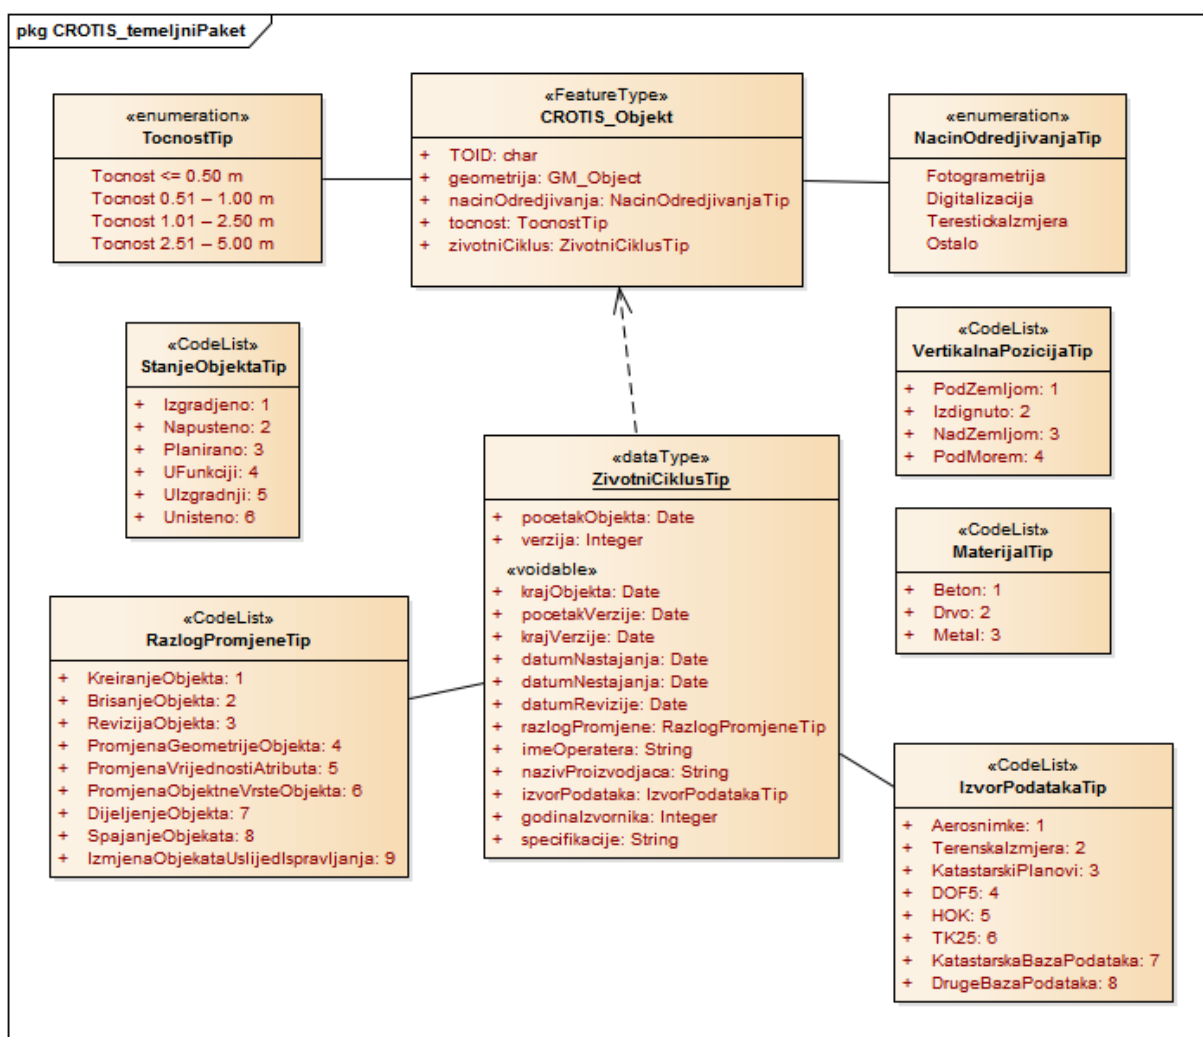 pkg CROTIS_temeljniPaket
«enumeration»
TocnostTip
Tocnost <= 0.50 m
Tocnost 0.51 – 1.00 m
Tocnost 1.01 – 2.50 m
Tocnost 2.51 – 5.00 m
«FeatureType»
CROTIS_Objekt
+ TOID: char
+ geometrija: GM_Object
+ nacinOdredjivanja: NacinOdredjivanjaTip
+ tocnost: TocnostTip
+ zivotniCiklus: ZivotniCiklusTip
«enumeration»
NacinOdredjivanjaTip
Fotogrametrija
Digitalizacija
TerestickaIzmjera
Ostalo
«CodeList»
StanjeObjektaTip
+ Izgradjeno: 1
+ Napusteno: 2
+ Planirano: 3
+ UFunkciji: 4
+ UIzgradnji: 5
+ Unisteno: 6
«CodeList»
VertikalnaPozicijaTip
+ PodZemljom: 1
+ Izdignuto: 2
+ NadZemljom: 3
+ PodMorem: 4
«dataType»
ZivotniCiklusTip
+ pocetakObjekta: Date
+ verzija: Integer
«voidable»
+ krajObjekta: Date
+ pocetakVerzije: Date
+ krajVerzije: Date
+ datumNastajanja: Date
+ datumNestajanja: Date
+ datumRevizije: Date
+ razlogPromjene: RazlogPromjeneTip
+ imeOperatera: String
+ nazivProizvodjaca: String
+ izvorPodataka: IzvorPodatakaTip
+ godinaIzvornika: Integer
+ specifikacije: String
«CodeList»
MaterijalTip
+ Beton: 1
+ Drvo: 2
+ Metal: 3
«CodeList»
RazlogPromjeneTip
+ KreiranjeObjekta: 1
+ BrisanjeObjekta: 2
+ RevizijaObjekta: 3
+ PromjenaGeometrijeObjekta: 4
+ PromjenaVrijednostiAtributa: 5
+ PromjenaObjektneVrsteObjekta: 6
+ DijeljenjeObjekta: 7
+ SpajanjeObjekata: 8
+ IzmjenaObjekataUslijedIspravljanja: 9
«CodeList»
IzvorPodatakaTip
+ Aerosnimke: 1
+ TerenskaIzmjera: 2
+ KatastarskiPlanovi: 3
+ DOF5: 4
+ HOK: 5
+ TK25: 6
+ KatastarskaBazaPodataka: 7
+ DrugeBazaPodataka: 8